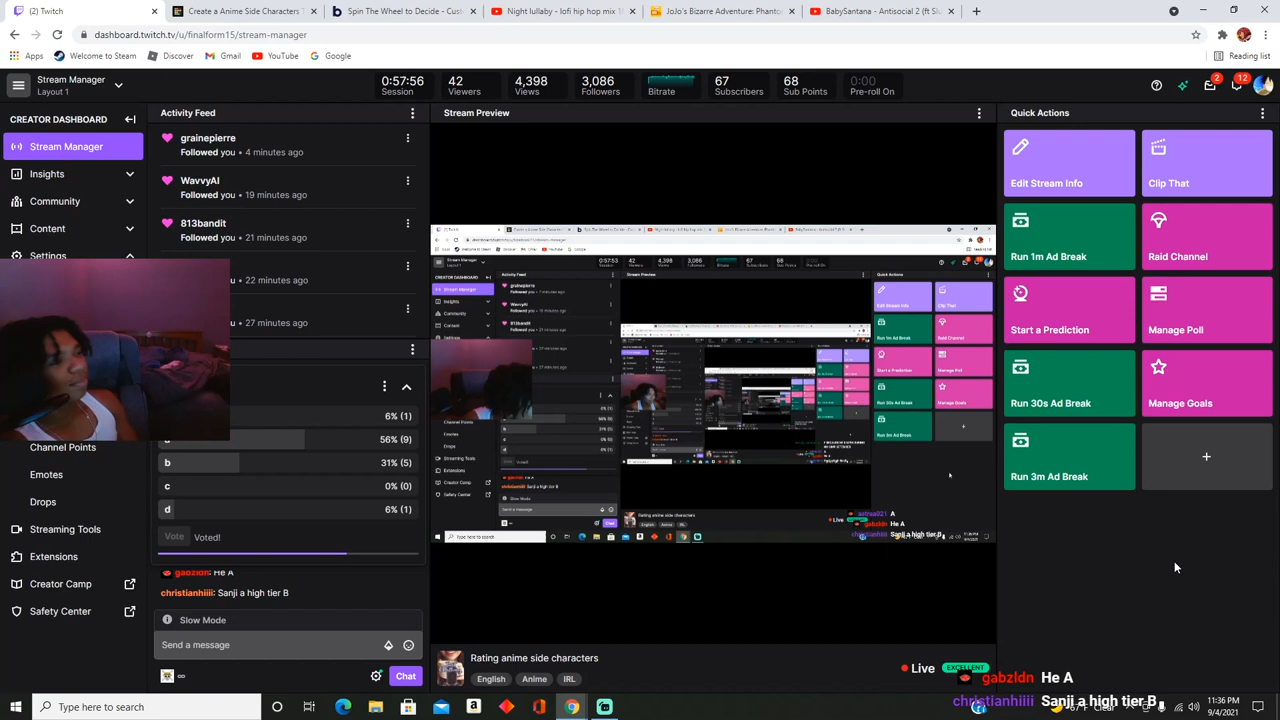 (2) Twitch
Create a Anime Side Characters T
Spin The Wheel to Decide - Cust
Night lullaby - lofi hip hop mix 1
JoJo's Bizarre Adventure: Phanto
BabySantana - Antisocial 2 (ft Slu
dashboard.twitch.tv/u/finalform15/stream-manager
Apps
Welcome to Steam
Discover
Gmail
YouTube
Google
Reading list
Stream Manager
Layout 1
0:57:56
Session
42
Viewers
4,398
Views
3,086
Followers
Bitrate
67
Subscribers
68
Sub Points
0:00
Pre-roll On
2
12
CREATOR DASHBOARD
Stream Manager
Insights
Community
Content
Settings
Channel Points
Emotes
Drops
Streaming Tools
Extensions
Creator Camp
Safety Center
Activity Feed
grainepierre
Followed you • 4 minutes ago
WavvyAI
Followed you • 19 minutes ago
813bandit
Followed you • 21 minutes ago
u • 22 minutes ago
u • 27 minutes ago
6% (1)
b
31% (5)
c
0% (0)
d
6% (1)
Vote
Voted!
gabzldn: He A
christianhiiii: Sanji a high tier B
Slow Mode
Send a message
Chat
Stream Preview
Rating anime side characters
English
Anime
IRL
Live
EXCELLENT
Quick Actions
Edit Stream Info
Clip That
Run 1m Ad Break
Raid Channel
Start a Prediction
Manage Poll
Run 30s Ad Break
Manage Goals
Run 3m Ad Break
gabzldn He A
christianhiiii Sanji a high tier B
Type here to search
11:36 PM
9/4/2021